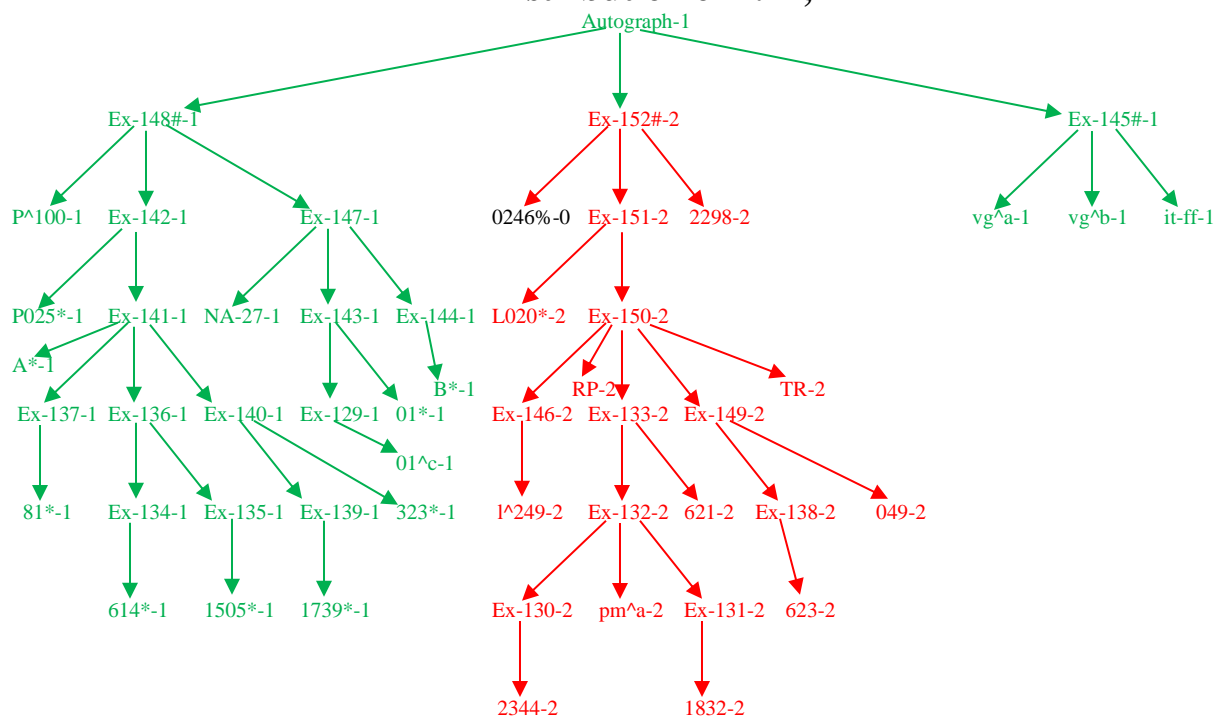 Autograph-1
Ex-148#-1 Ex-152#-2 Ex-145#-1
P^100-1 Ex-142-1 Ex-147-1 0246%-0 Ex-151-2 2298-2 vg^a-1 vg^b-1 it-ff-1
P025*-1 Ex-141-1 NA-27-1 Ex-143-1 Ex-144-1 L020*-2 Ex-150-2
A*-1
B*-1 RP-2 TR-2
Ex-137-1 Ex-136-1 Ex-140-1 Ex-129-1 01*-1 Ex-146-2 Ex-133-2 Ex-149-2
01^c-1
81*-1 Ex-134-1 Ex-135-1 Ex-139-1 323*-1 l^249-2 Ex-132-2 621-2 Ex-138-2 049-2
614*-1 1505*-1 1739*-1 Ex-130-2 pm^a-2 Ex-131-2 623-2
2344-2 1832-2